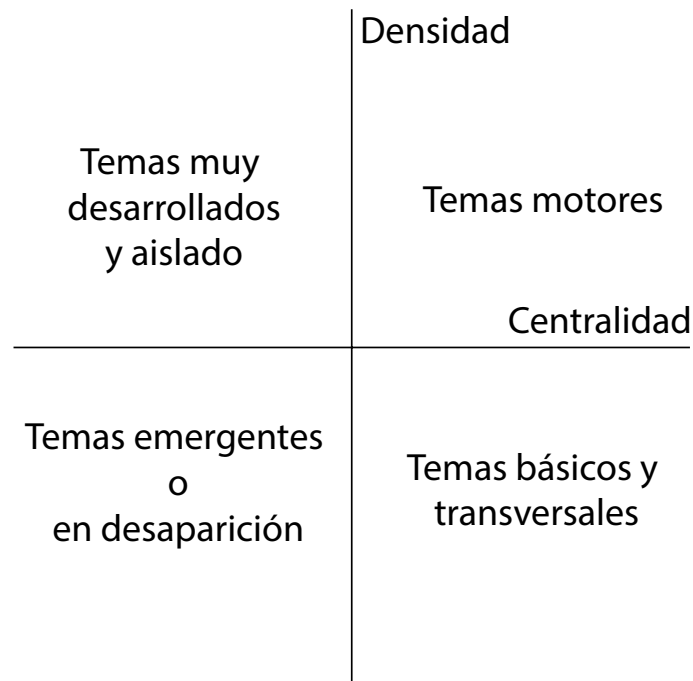 Densidad
Temas muy
desarrollados
y aislado
Temas motores
Centralidad
Temas emergentes
o
en desaparición
Temas básicos y
transversales